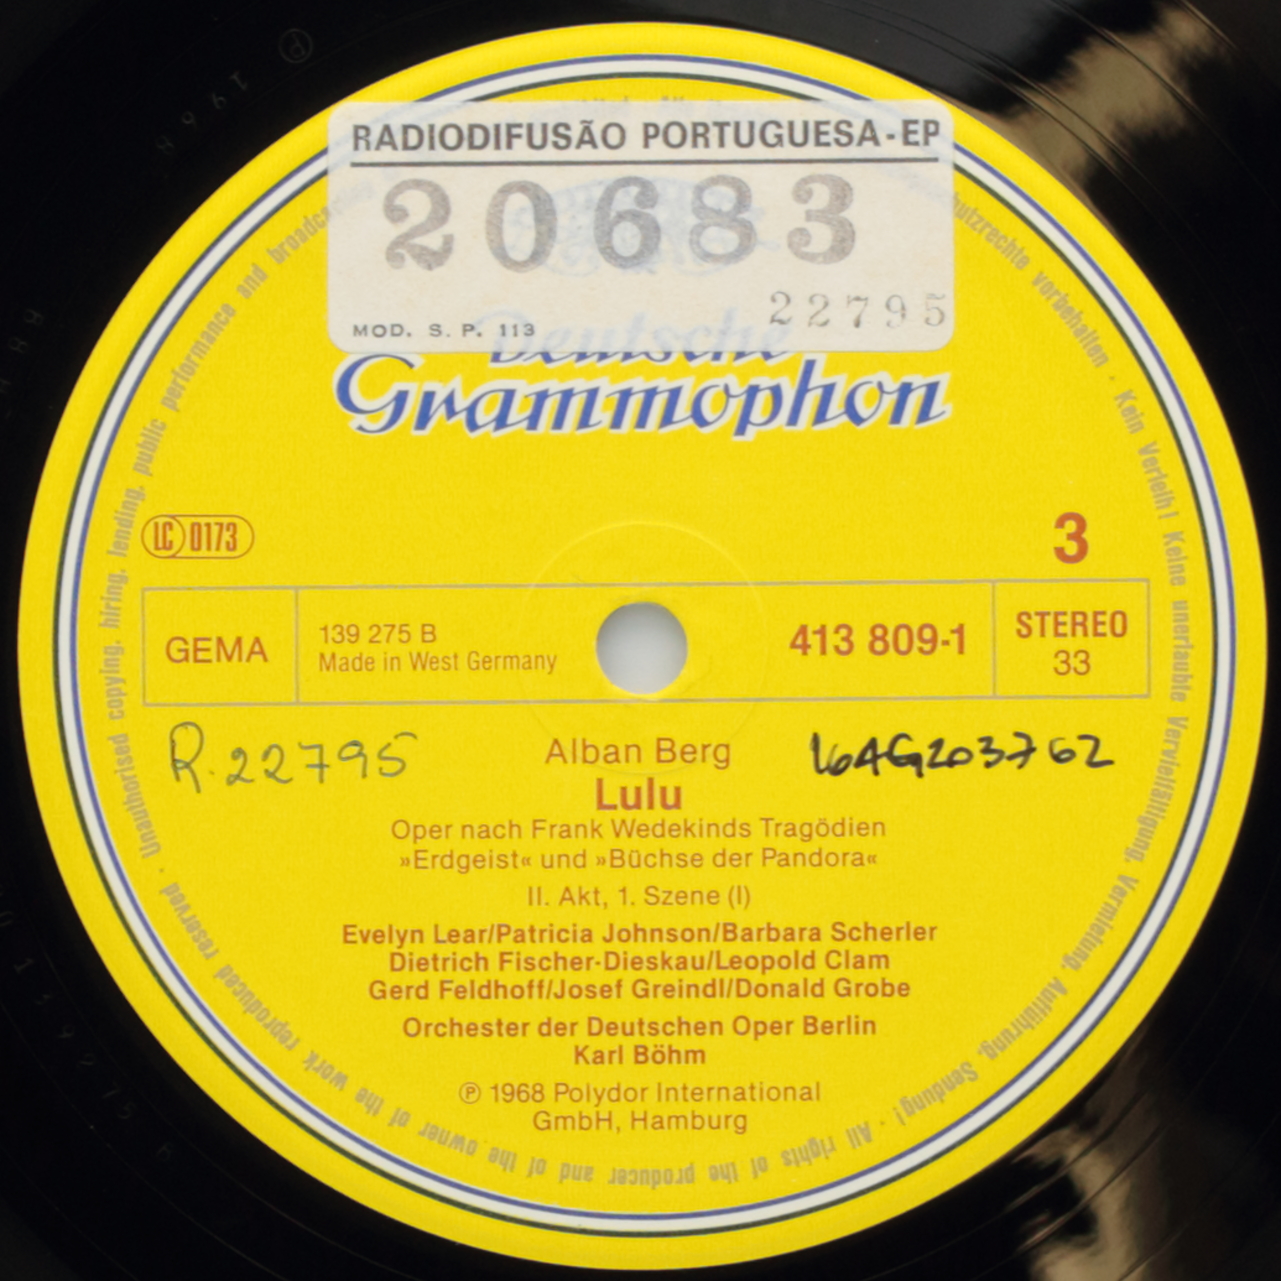 RADIODIFUSÃO PORTUGUESA-EP
20683
22795
MOD. S. P. 113
Deutsche
Grammophon
LC 0173
3
GEMA
139 275 B
Made in West Germany
413 809-1
STEREO
33
R.22795
Alban Berg
Lulu
Oper nach Frank Wedekinds Tragödien
»Erdgeist« und »Büchse der Pandora«
II. Akt, 1. Szene (I)
Evelyn Lear/Patricia Johnson/Barbara Scherler
Dietrich Fischer-Dieskau/Leopold Clam
Gerd Feldhoff/Josef Greindl/Donald Grobe
Orchester der Deutschen Oper Berlin
Karl Böhm
℗ 1968 Polydor International
GmbH, Hamburg
vorbehalten · Kein Verleih! Keine unerlaubte Vervielfältigung, Vermietung, Aufführung, Sendung! · All rights of the producer and of the owner of the work reproduced reserved · Unauthorised copying, hiring, lending, public performance and
℗ 1968